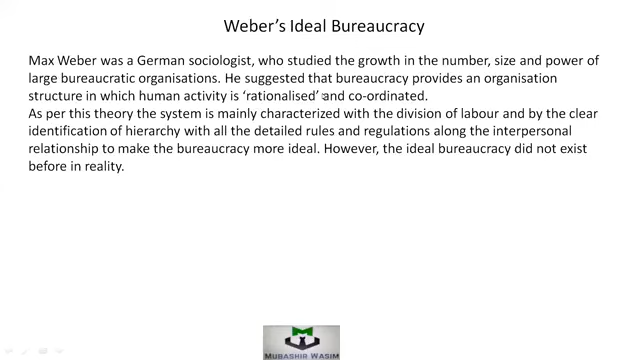 Weber's Ideal Bureaucracy
Max Weber was a German sociologist, who studied the growth in the number, size and power of
large bureaucratic organisations. He suggested that bureaucracy provides an organisation
structure in which human activity is 'rationalised' and co-ordinated.
As per this theory the system is mainly characterized with the division of labour and by the clear
identification of hierarchy with all the detailed rules and regulations along the interpersonal
relationship to make the bureaucracy more ideal. However, the ideal bureaucracy did not exist
before in reality.
MUBASHIR WASIM